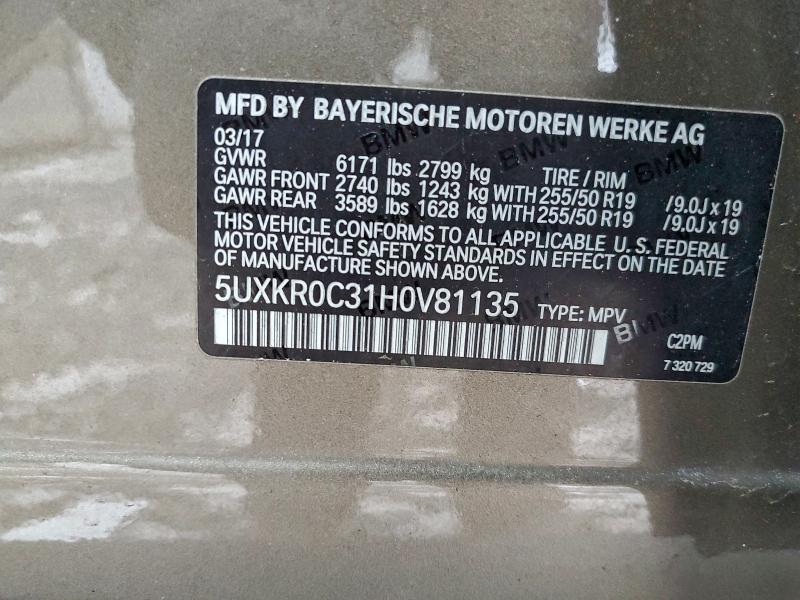 MFD BY BAYERISCHE MOTOREN WERKE AG
03/17
GVWR 6171 lbs 2799 kg TIRE / RIM
GAWR FRONT 2740 lbs 1243 kg WITH 255/50 R19 /9.0J x 19
GAWR REAR 3589 lbs 1628 kg WITH 255/50 R19 /9.0J x 19
THIS VEHICLE CONFORMS TO ALL APPLICABLE U.S. FEDERAL
MOTOR VEHICLE SAFETY STANDARDS IN EFFECT ON THE DATE
OF MANUFACTURE SHOWN ABOVE.
5UXKR0C31H0V81135 TYPE: MPV
C2PM
7 320 729